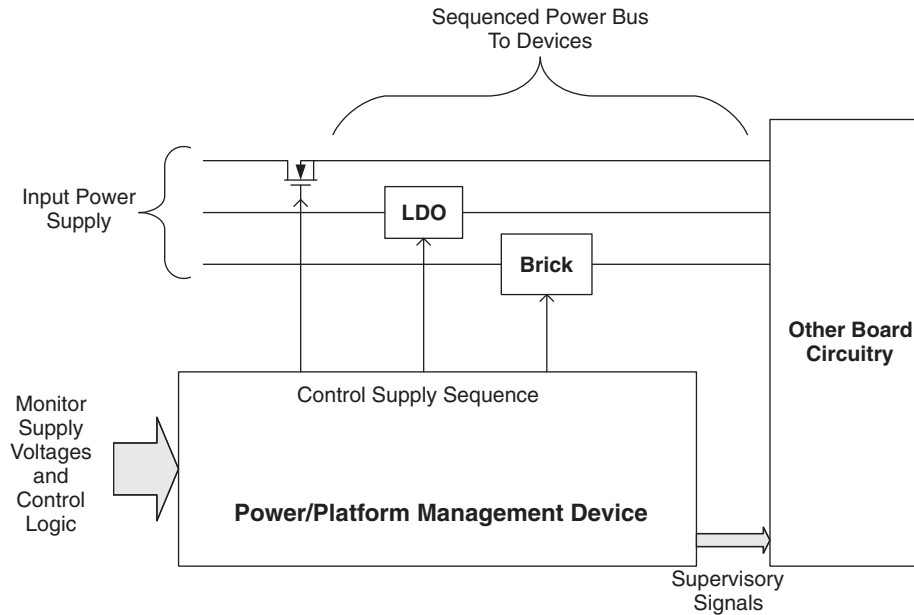 Sequenced Power Bus
To Devices
Input Power
Supply
LDO
Brick
Other Board
Circuitry
Control Supply Sequence
Monitor
Supply
Voltages
and
Control
Logic
Power/Platform Management Device
Supervisory
Signals